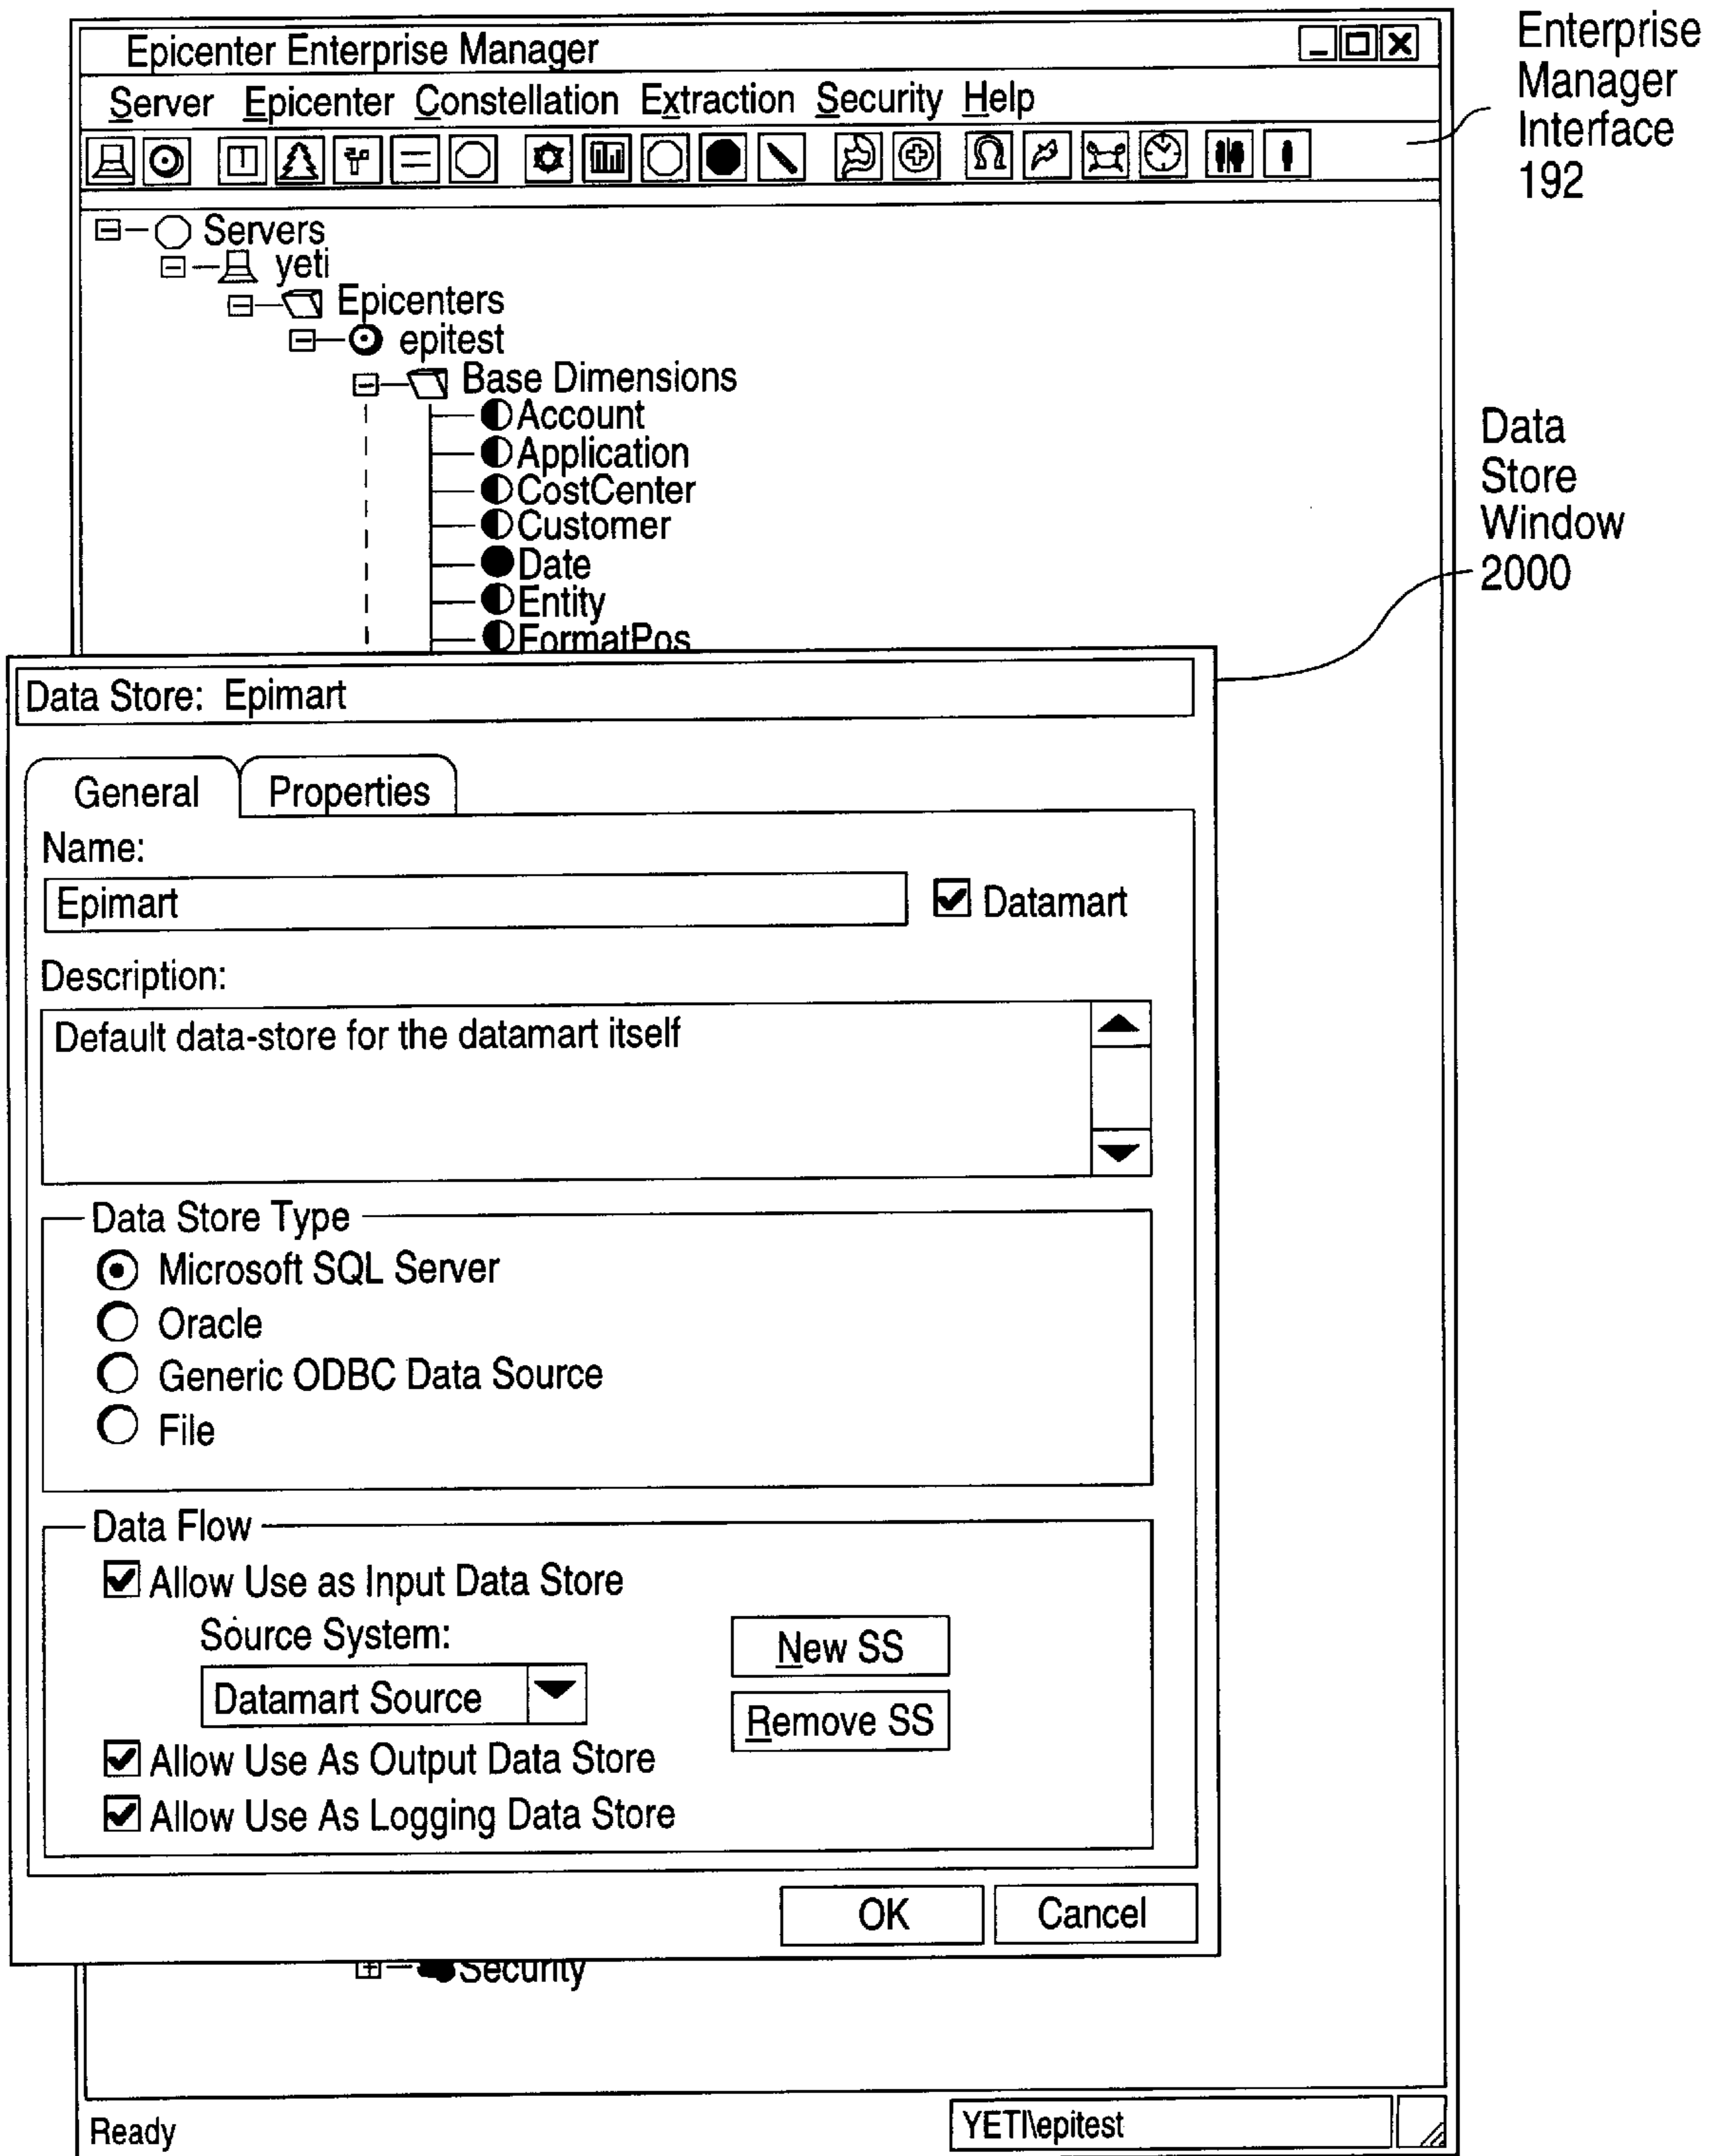 Epicenter Enterprise Manager
Server Epicenter Constellation Extraction Security Help
Enterprise
Manager
Interface
192
Servers
yeti
Epicenters
epitest
Base Dimensions
Account
Application
CostCenter
Customer
Date
Entity
FormatPos
Data
Store
Window
2000
Data Store: Epimart
General Properties
Name:
Epimart
Datamart
Description:
Default data-store for the datamart itself
Data Store Type
Microsoft SQL Server
Oracle
Generic ODBC Data Source
File
Data Flow
Allow Use as Input Data Store
Source System:
New SS
Datamart Source
Remove SS
Allow Use As Output Data Store
Allow Use As Logging Data Store
OK Cancel
Security
Ready
YETI\epitest